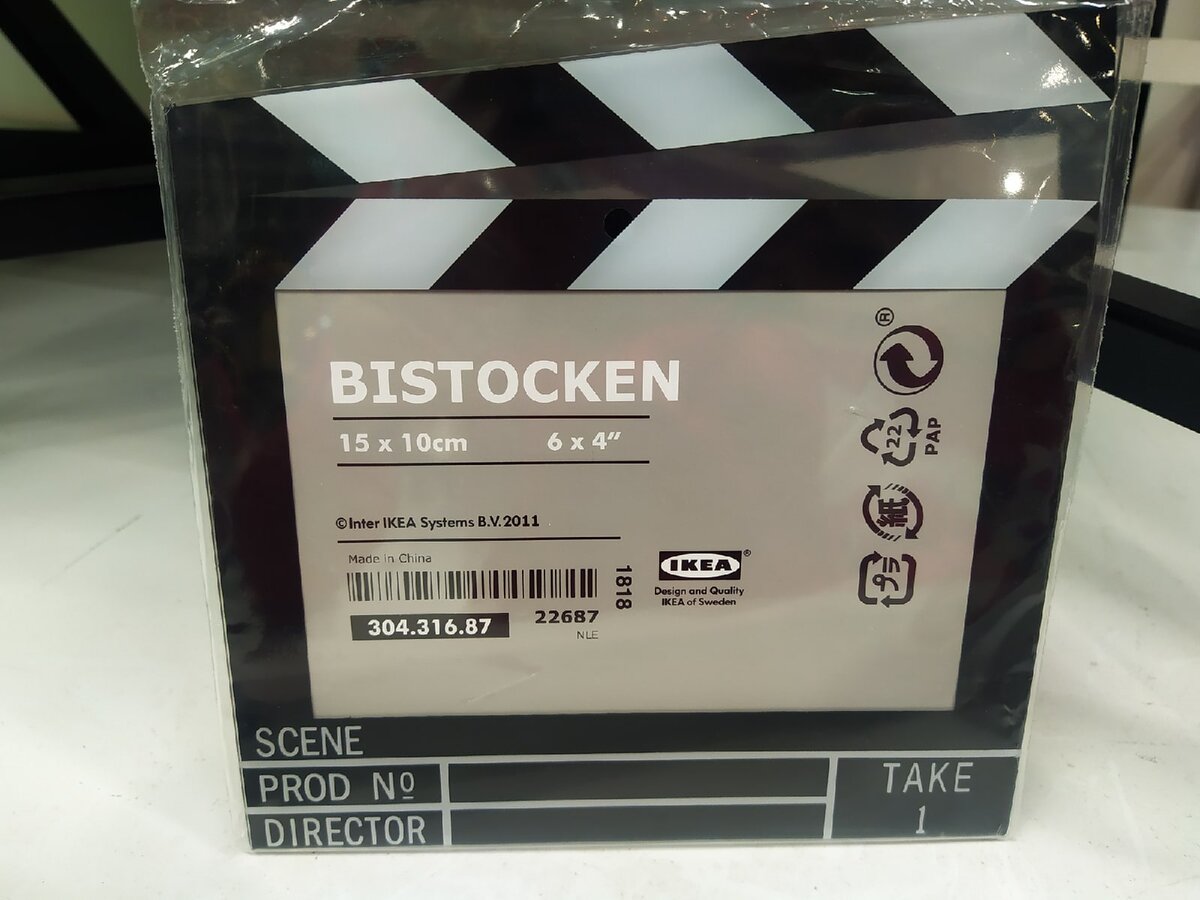 BISTOCKEN
15 x 10cm 6 x 4”
©Inter IKEA Systems B.V. 2011
Made in China
304.316.87
22687
NLE
1818
IKEA®
Design and Quality
IKEA of Sweden
®
22
PAP
紙
プラ
SCENE
PROD Nº
DIRECTOR
TAKE
1